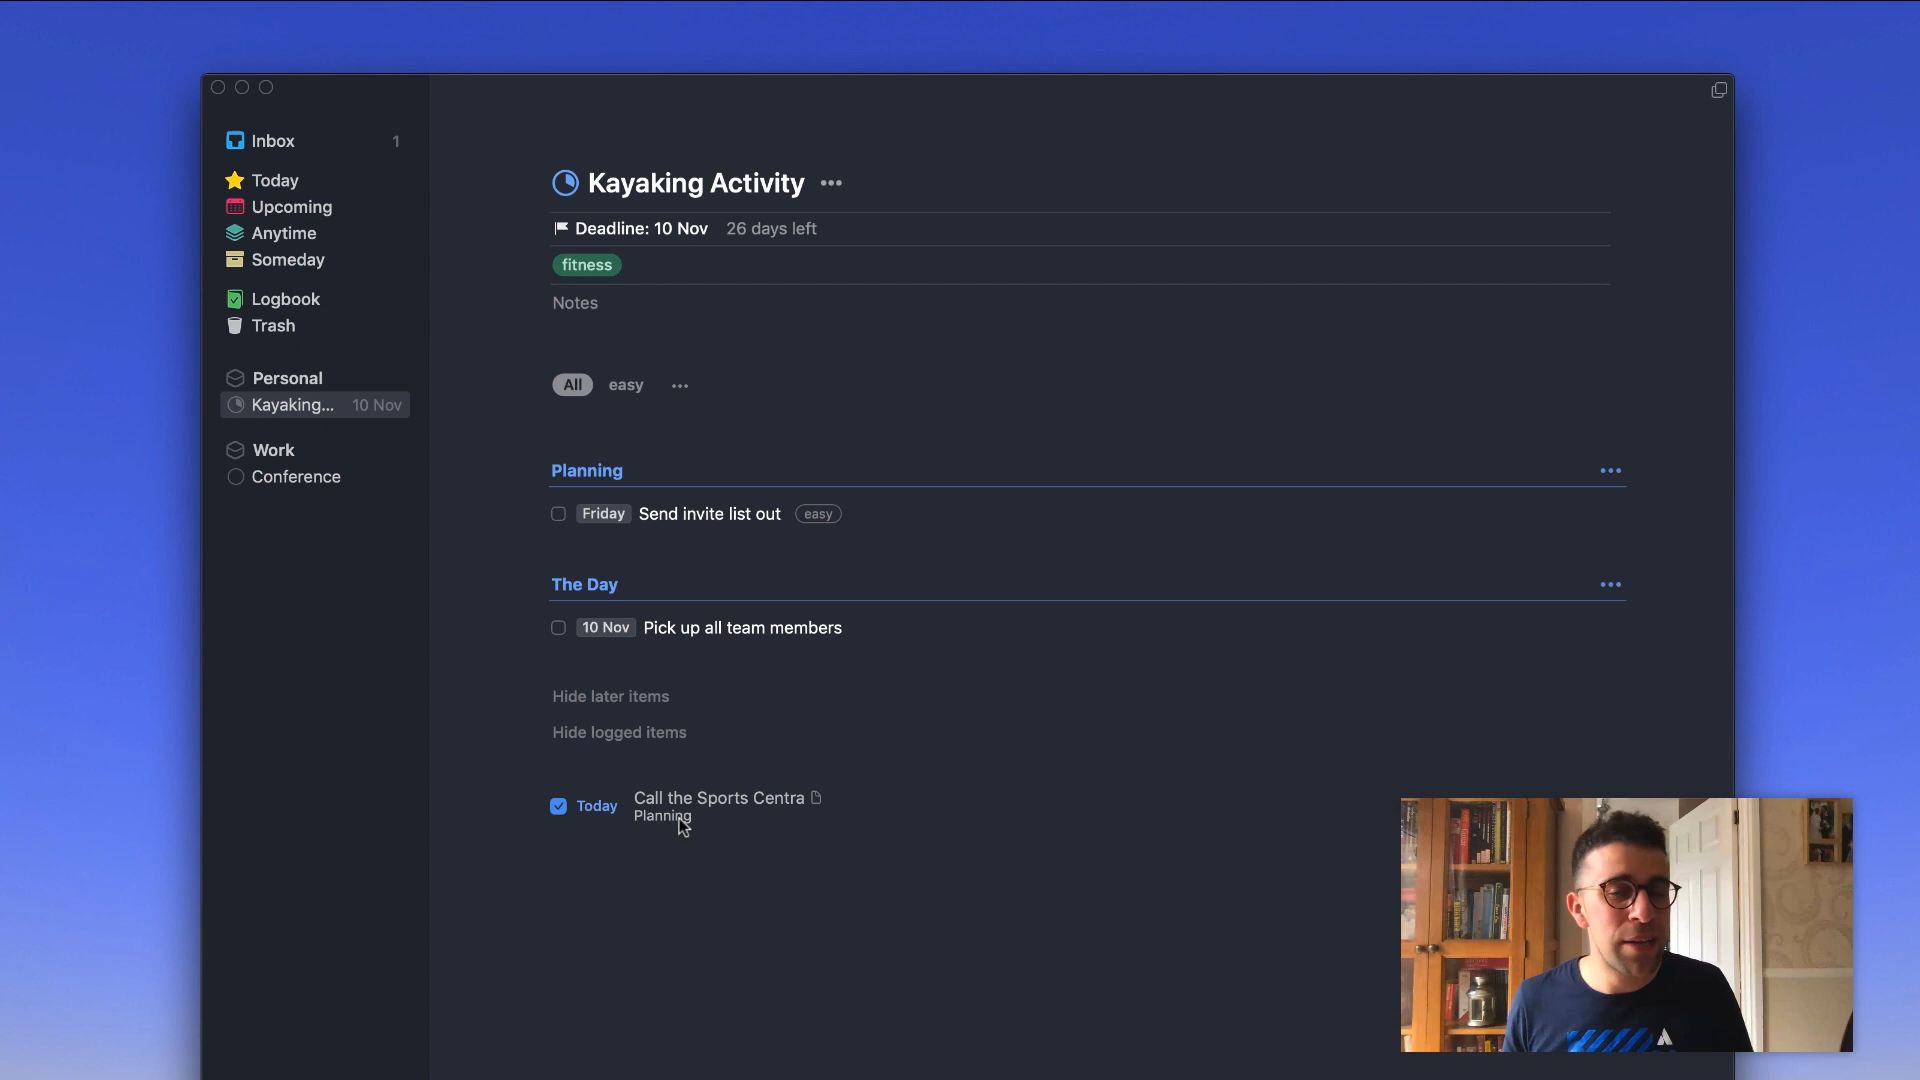 Inbox 1
Today
Upcoming
Anytime
Someday
Logbook
Trash
Personal
Kayaking... 10 Nov
Work
Conference
Kayaking Activity
Deadline: 10 Nov 26 days left
fitness
Notes
All easy
Planning
Friday Send invite list out easy
The Day
10 Nov Pick up all team members
Hide later items
Hide logged items
Today Call the Sports Centra
Planning